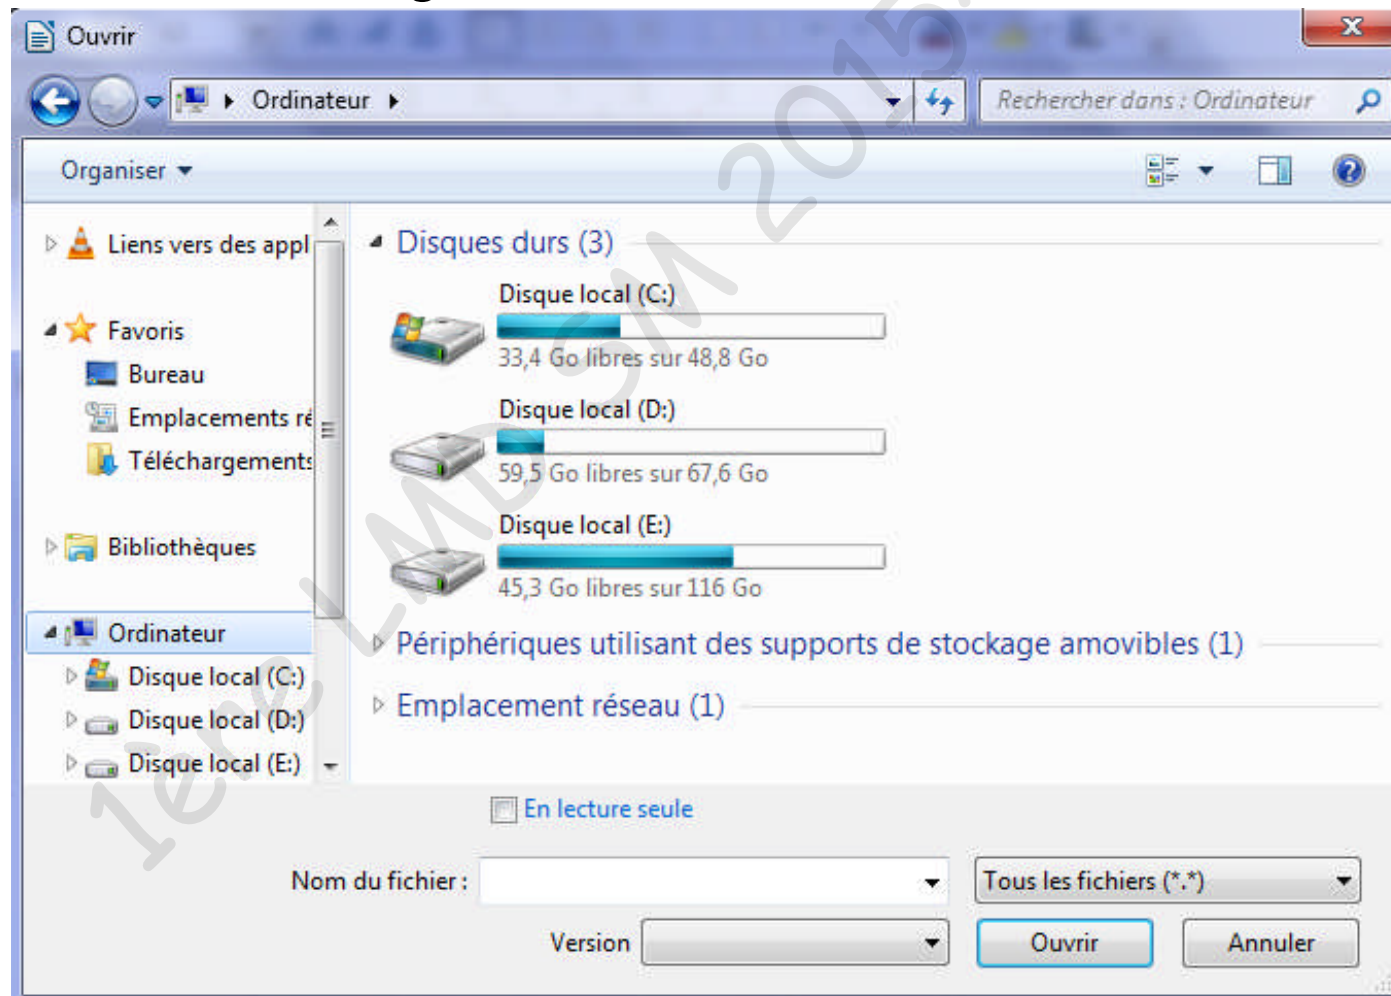 Ouvrir
Ordinateur
Rechercher dans : Ordinateur
Organiser
Liens vers des appl
Favoris
Bureau
Emplacements ré
Téléchargements
Bibliothèques
Ordinateur
Disque local (C:)
Disque local (D:)
Disque local (E:)
Disques durs (3)
Disque local (C:)
33,4 Go libres sur 48,8 Go
Disque local (D:)
59,5 Go libres sur 67,6 Go
Disque local (E:)
45,3 Go libres sur 116 Go
Périphériques utilisant des supports de stockage amovibles (1)
Emplacement réseau (1)
En lecture seule
Nom du fichier :
Tous les fichiers (*.*)
Version
Ouvrir
Annuler
1ère LMD SM 2015